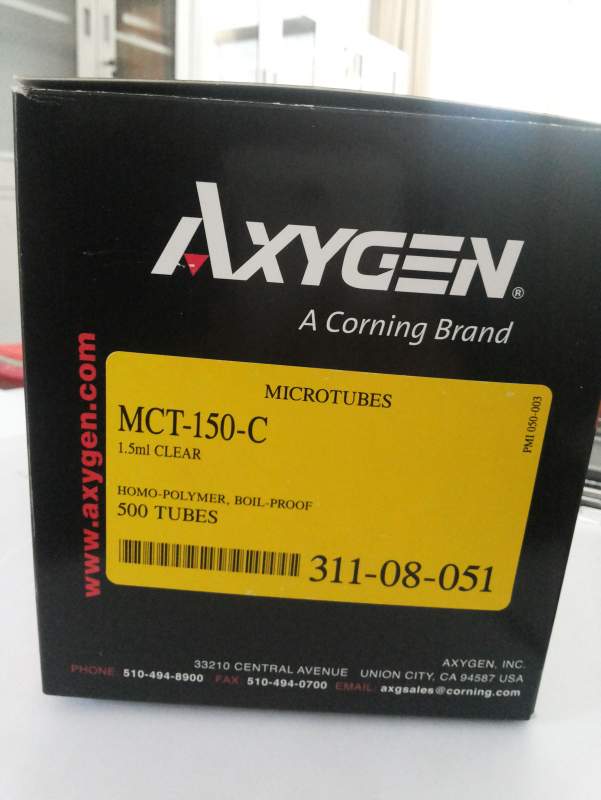 AXYGEN®
A Corning Brand
www.axygen.com
MICROTUBES
MCT-150-C
1.5ml CLEAR
PMI 050-003
HOMO-POLYMER, BOIL-PROOF
500 TUBES
311-08-051
AXYGEN, INC.
33210 CENTRAL AVENUE UNION CITY, CA 94587 USA
PHONE 510-494-8900 FAX 510-494-0700 EMAIL: axgsales@corning.com